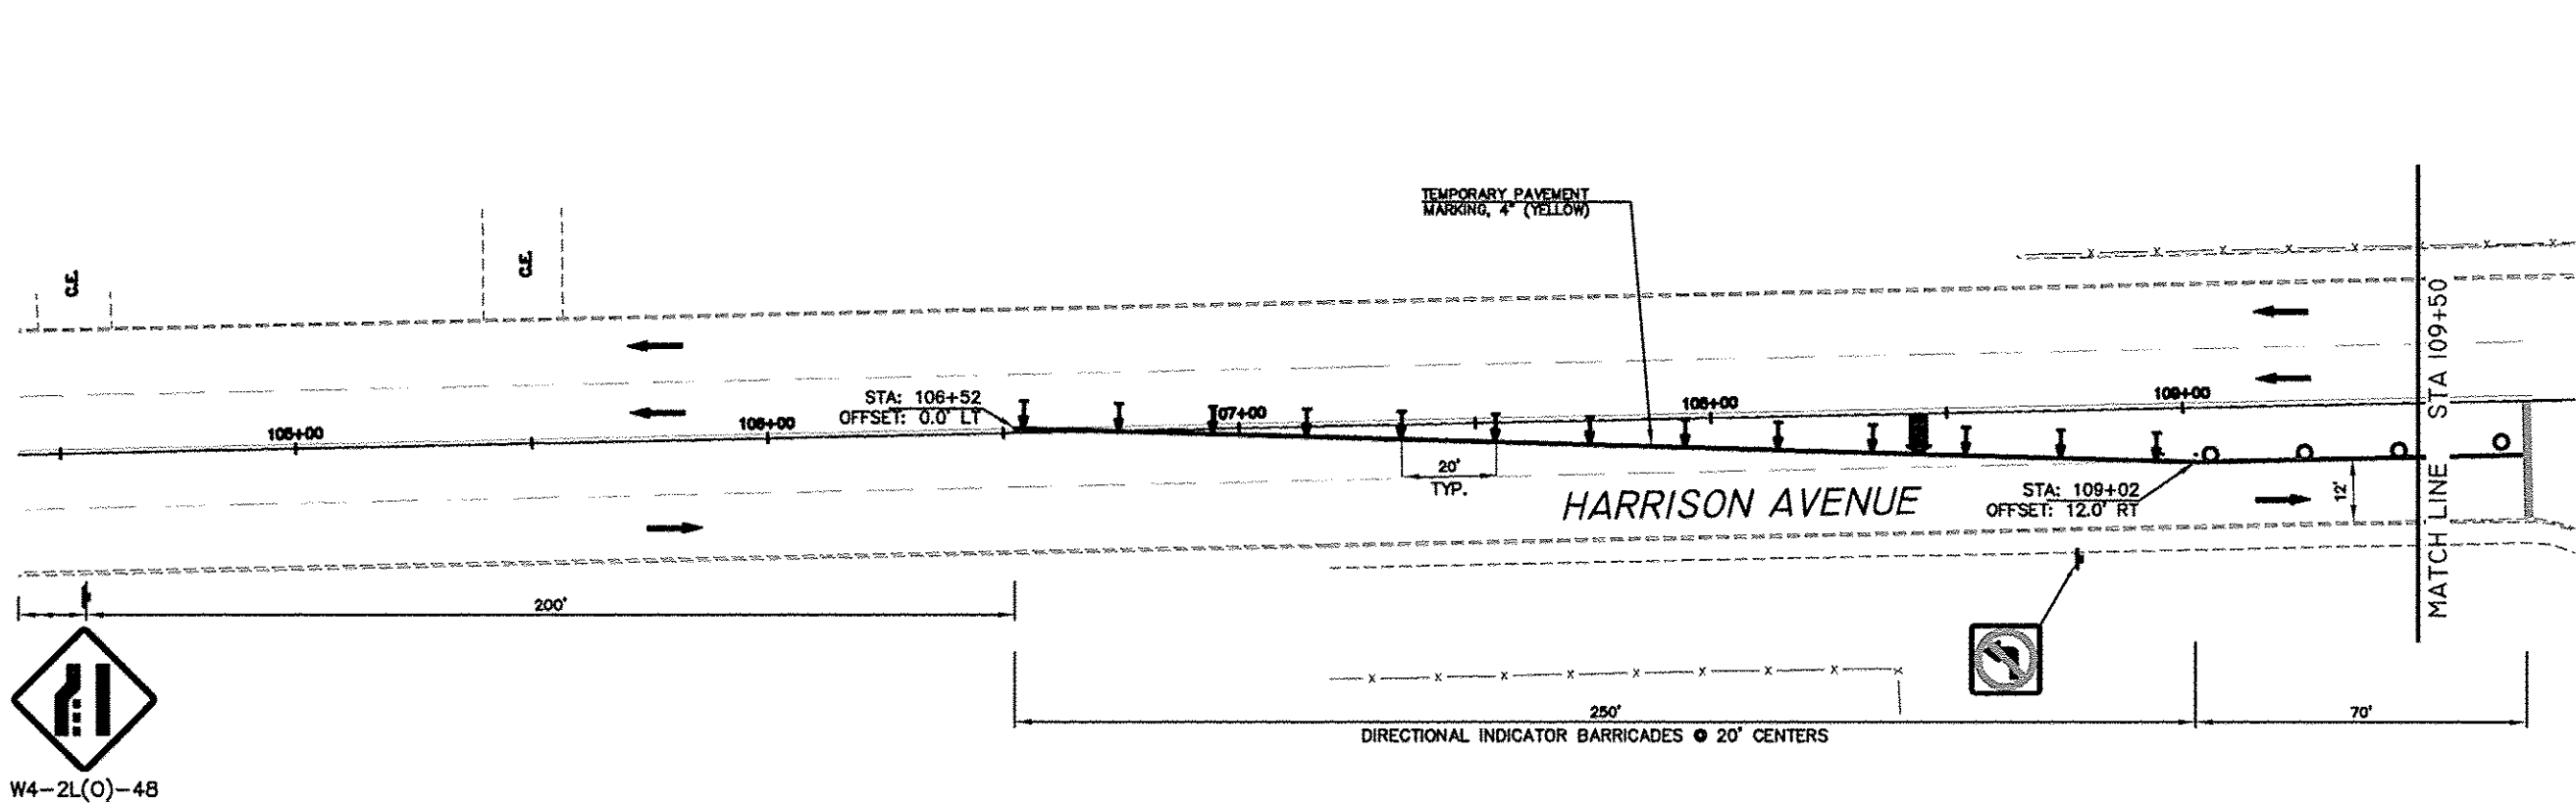 TEMPORARY PAVEMENT
MARKING, 4" (YELLOW)
C.E.
C.E.
STA 109+50
MATCH LINE
STA: 106+52
OFFSET: 0.0' LT
105+00
106+00
07+00
108+00
109+00
20'
TYP.
HARRISON AVENUE
STA: 109+02
OFFSET: 12.0' RT
12'
200'
250'
70'
DIRECTIONAL INDICATOR BARRICADES @ 20' CENTERS
W4-2L(O)-48